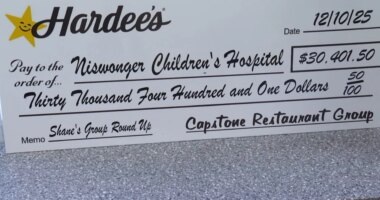 Hardee's
Date 12/10/25
Pay to the order of... Niswonger Children's Hospital $30,401.50
Thirty Thousand Four Hundred and One Dollars 50/100
Memo Shane's Group Round Up Capstone Restaurant Group